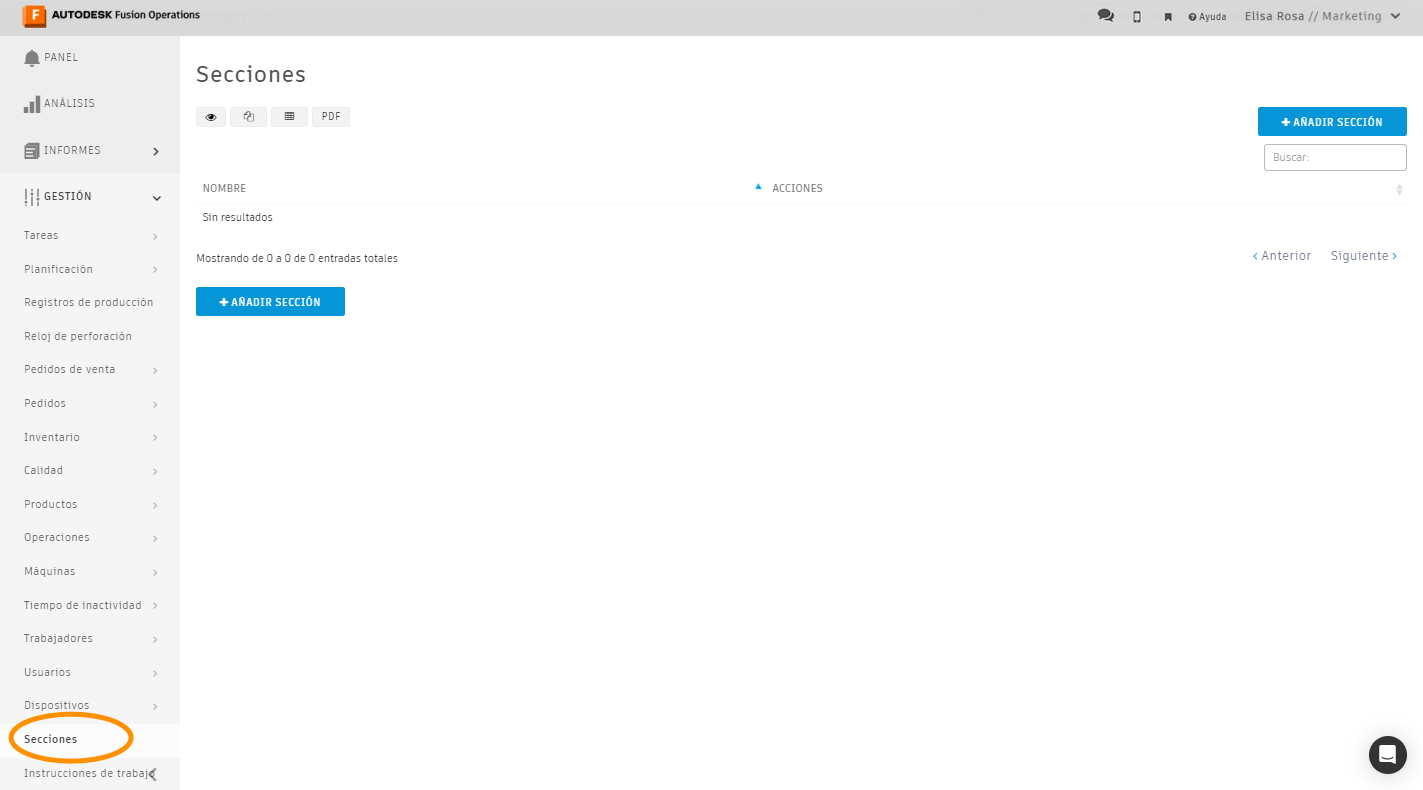 F AUTODESK Fusion Operations
Ayuda
Elisa Rosa // Marketing
PANEL
ANÁLISIS
INFORMES
GESTIÓN
Tareas
Planificación
Registros de producción
Reloj de perforación
Pedidos de venta
Pedidos
Inventario
Calidad
Productos
Operaciones
Máquinas
Tiempo de inactividad
Trabajadores
Usuarios
Dispositivos
Secciones
Instrucciones de trabajo
Secciones
PDF
AÑADIR SECCIÓN
Buscar:
NOMBRE ACCIONES
Sin resultados
Mostrando de 0 a 0 de 0 entradas totales
Anterior Siguiente
AÑADIR SECCIÓN